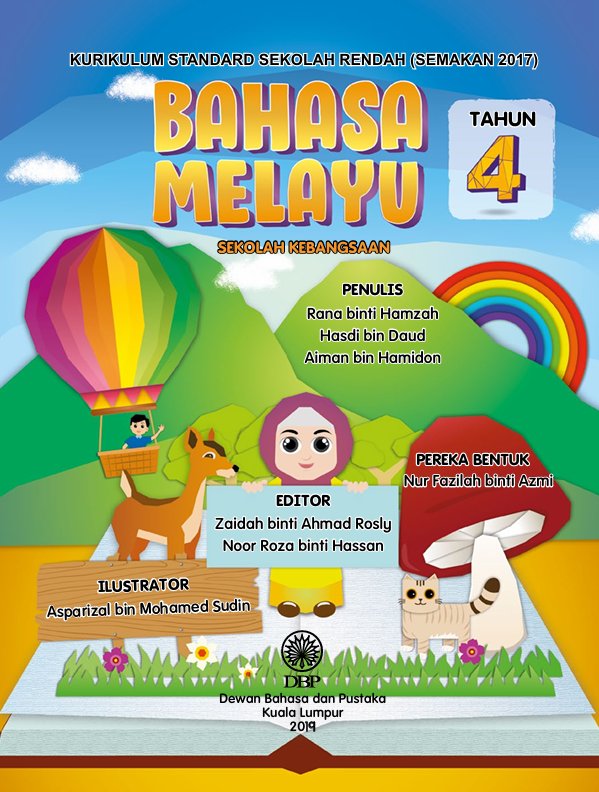 KURIKULUM STANDARD SEKOLAH RENDAH (SEMAKAN 2017)
BAHASA
MELAYU
TAHUN
4
SEKOLAH KEBANGSAAN
PENULIS
Rana binti Hamzah
Hasdi bin Daud
Aiman bin Hamidon
PEREKA BENTUK
Nur Fazilah binti Azmi
EDITOR
Zaidah binti Ahmad Rosly
Noor Roza binti Hassan
ILUSTRATOR
Asparizal bin Mohamed Sudin
DBP
Dewan Bahasa dan Pustaka
Kuala Lumpur
2019